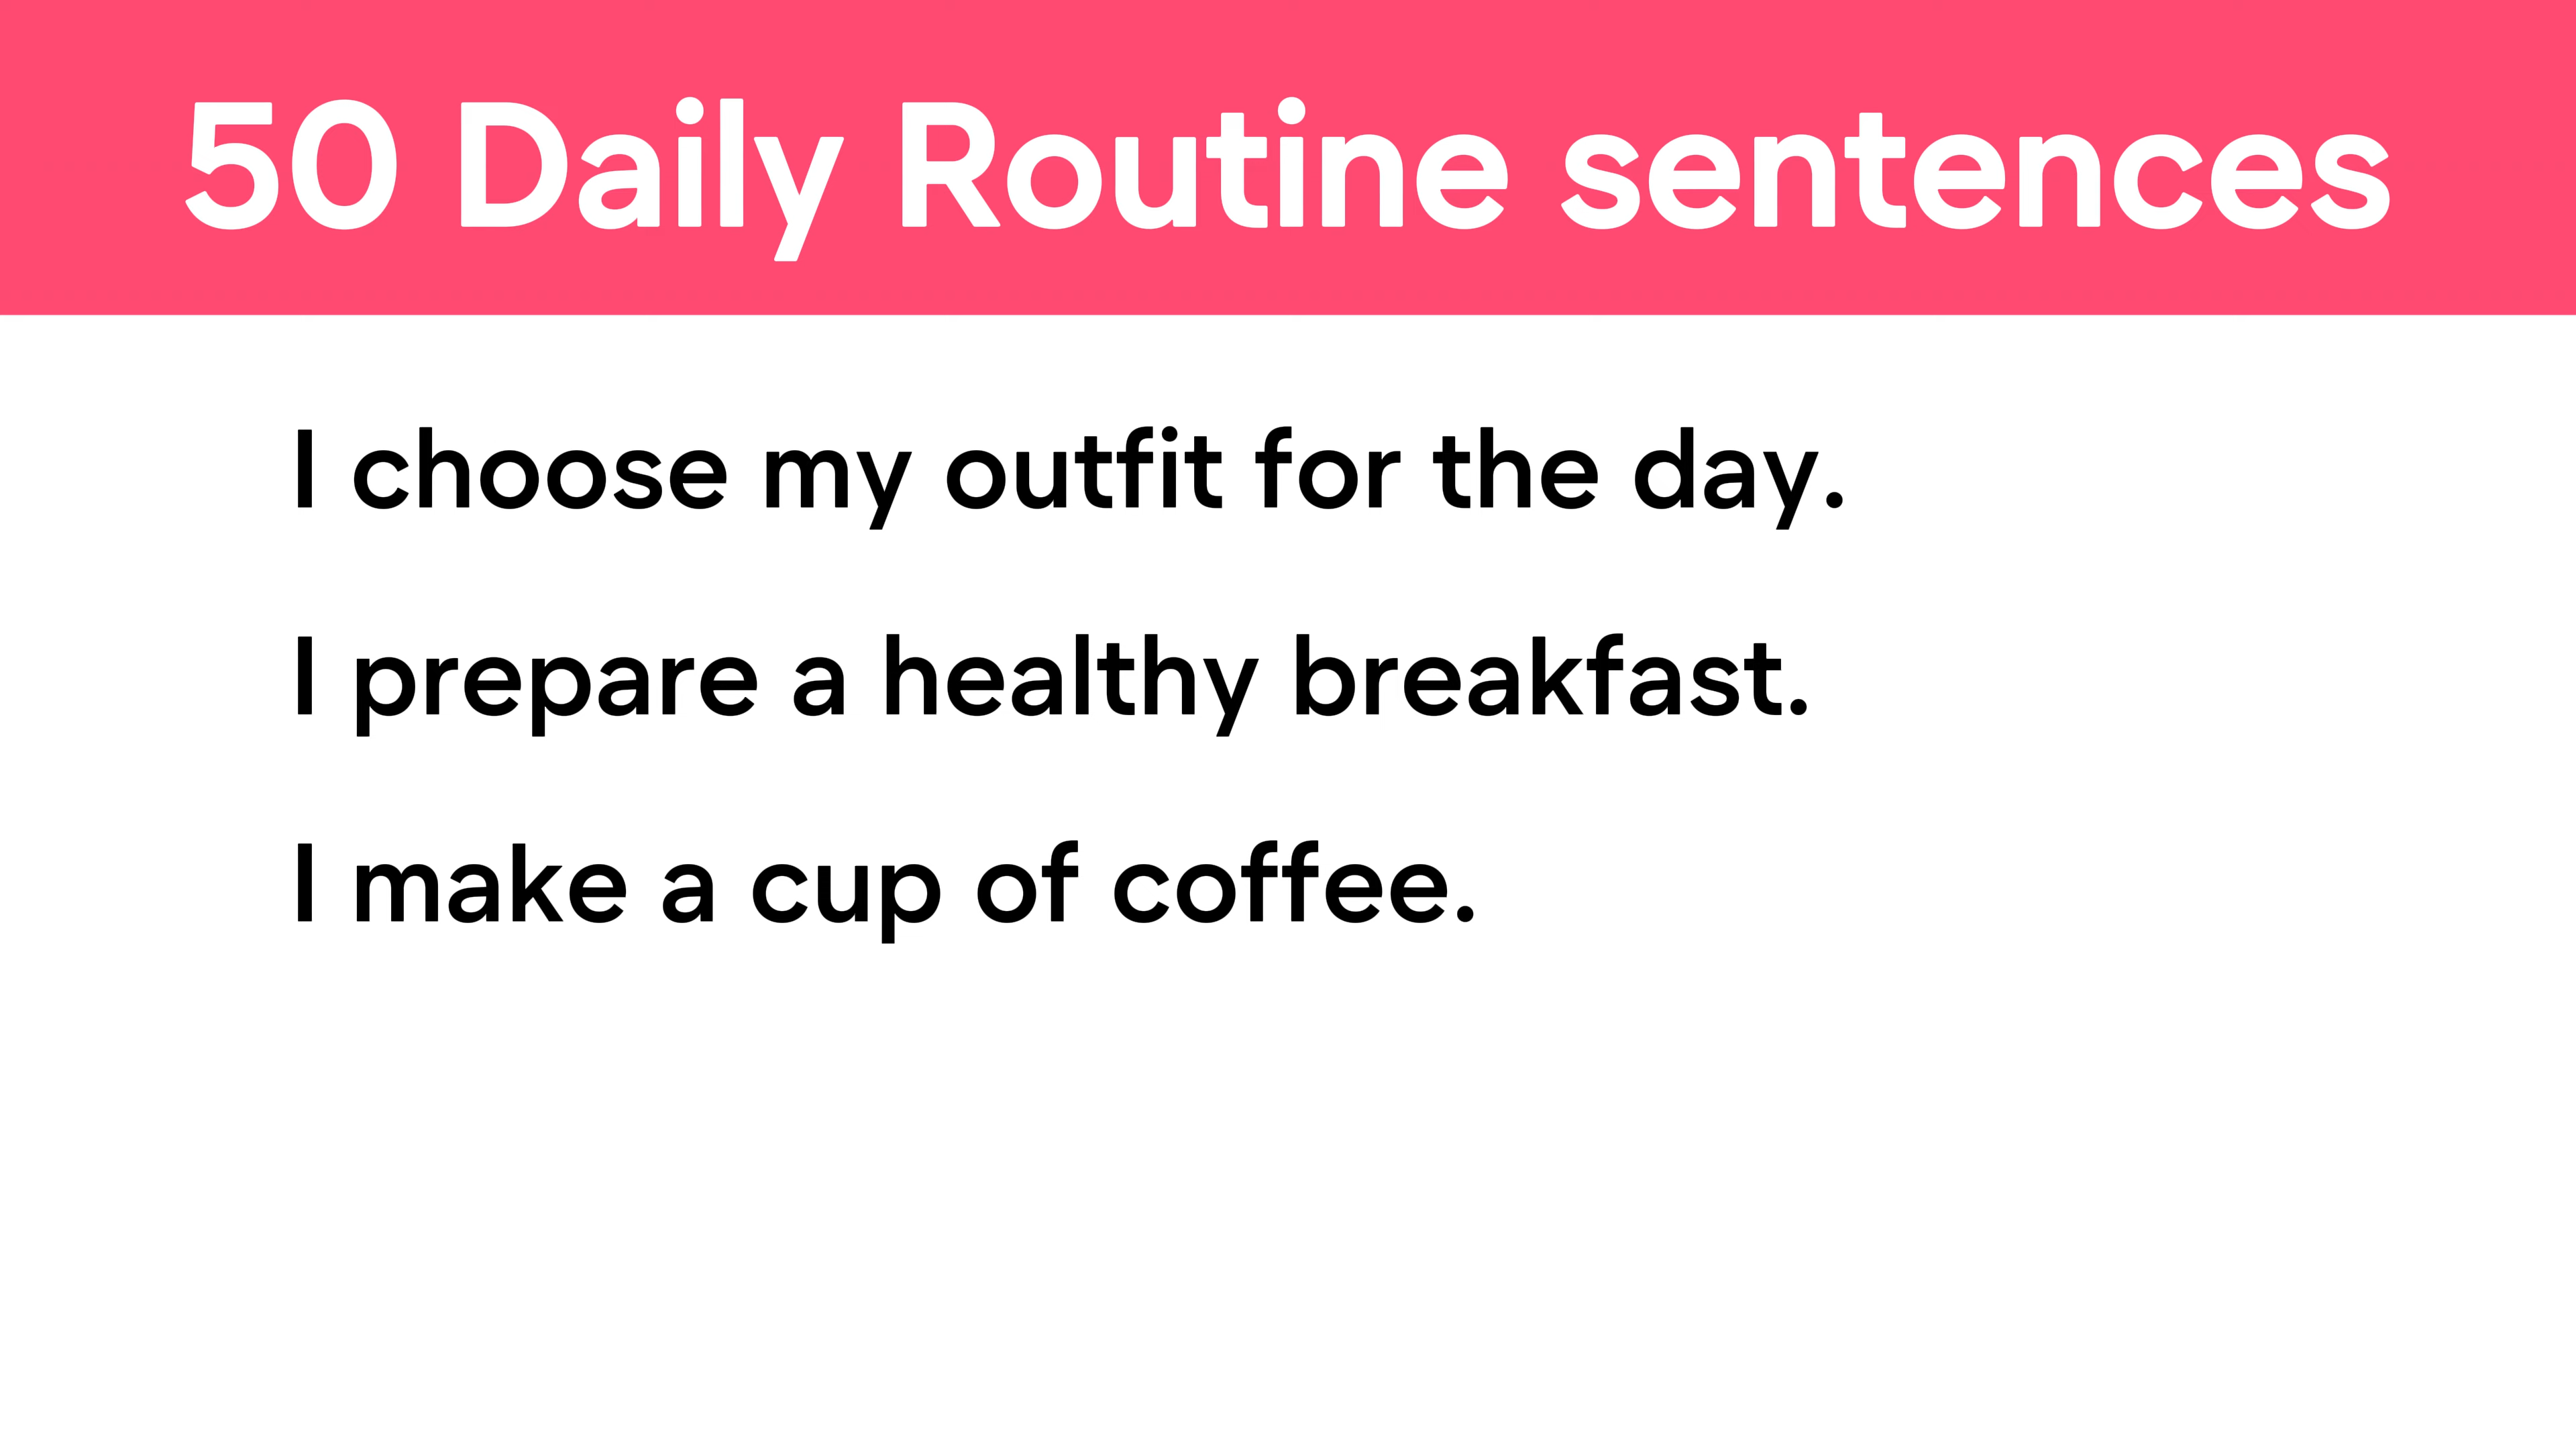 50 Daily Routine sentences
I choose my outfit for the day.
I prepare a healthy breakfast.
I make a cup of coffee.